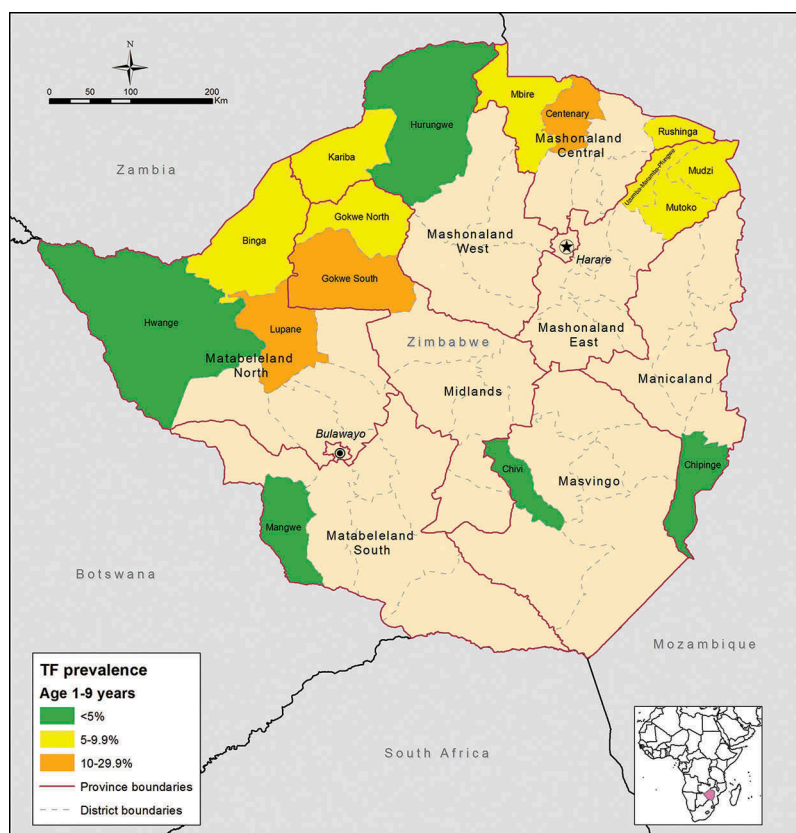 N
0
50
100
200
Km
Zambia
Hurungwe
Mbire
Centenary
Mashonaland
Central
Rushinga
Kariba
Mudzi
Mutoko
Gokwe North
Binga
Mashonaland
West
Harare
Gokwe South
Hwange
Lupane
Zimbabwe
Mashonaland
East
Matabeleland
North
Midlands
Manicaland
Bulawayo
Chivi
Masvingo
Chipinge
Mangwe
Matabeleland
South
Botswana
Mozambique
South Africa
TF prevalence
Age 1-9 years
<5%
5-9.9%
10-29.9%
Province boundaries
District boundaries